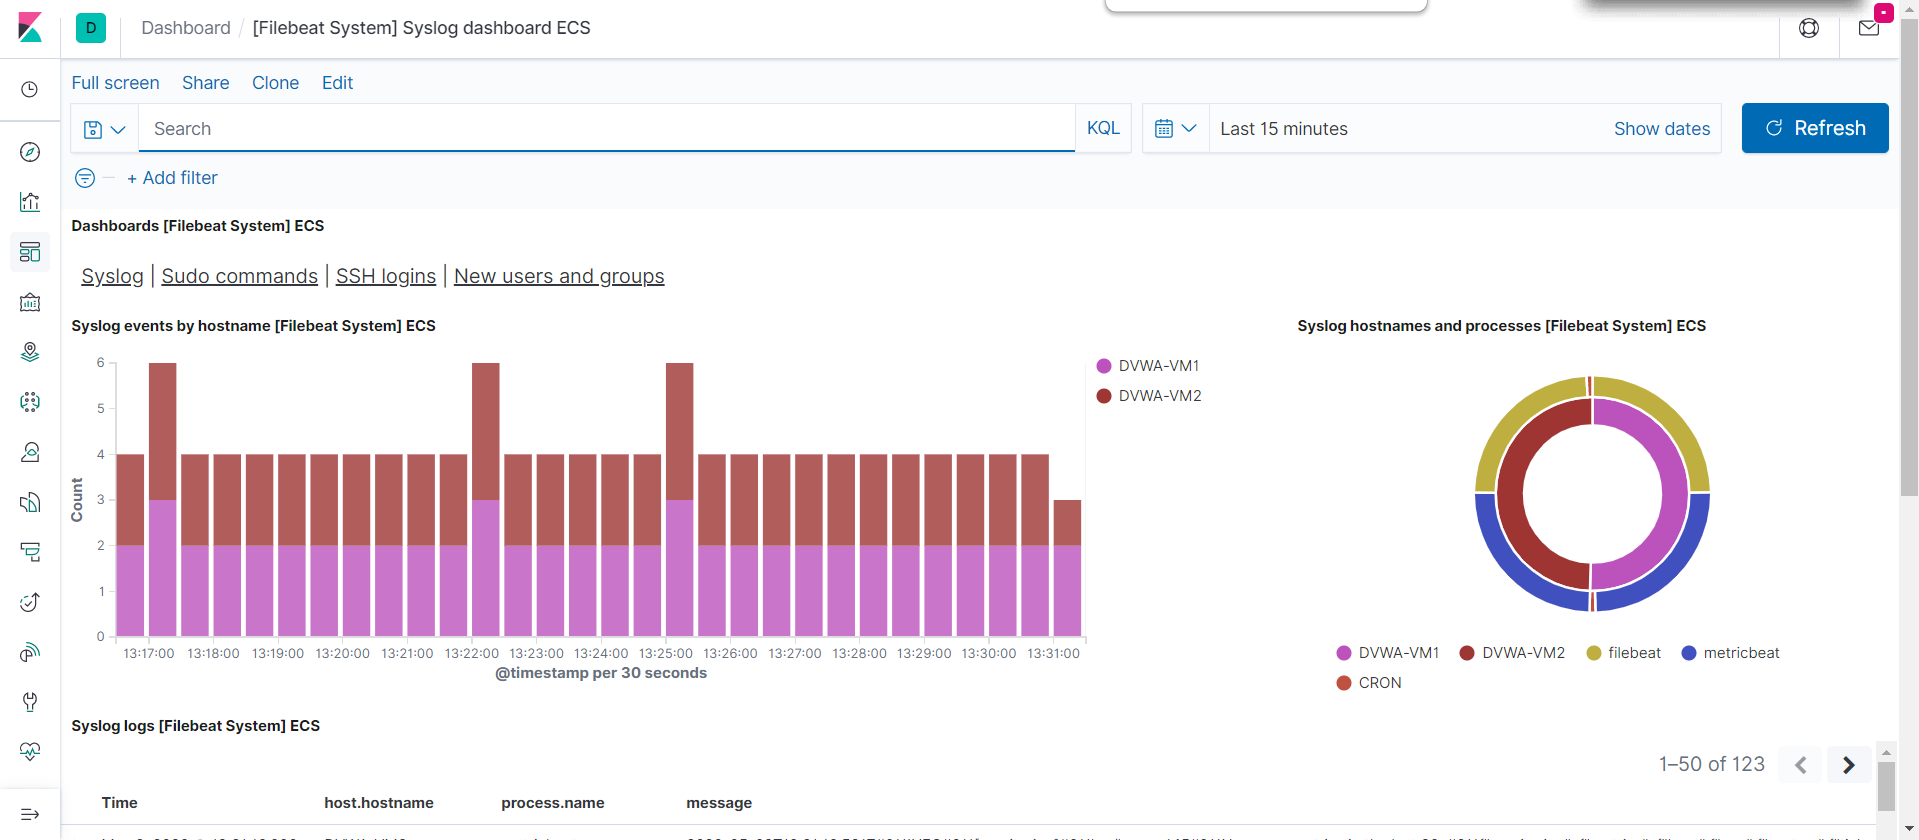 D Dashboard / [Filebeat System] Syslog dashboard ECS
Full screen Share Clone Edit
Search KQL Last 15 minutes Show dates Refresh
+ Add filter
Dashboards [Filebeat System] ECS
Syslog | Sudo commands | SSH logins | New users and groups
Syslog events by hostname [Filebeat System] ECS
6
5
4
3
2
1
0
Count
13:17:00 13:18:00 13:19:00 13:20:00 13:21:00 13:22:00 13:23:00 13:24:00 13:25:00 13:26:00 13:27:00 13:28:00 13:29:00 13:30:00 13:31:00
@timestamp per 30 seconds
DVWA-VM1
DVWA-VM2
Syslog hostnames and processes [Filebeat System] ECS
DVWA-VM1 DVWA-VM2 filebeat metricbeat
CRON
Syslog logs [Filebeat System] ECS
1–50 of 123
Time host.hostname process.name message